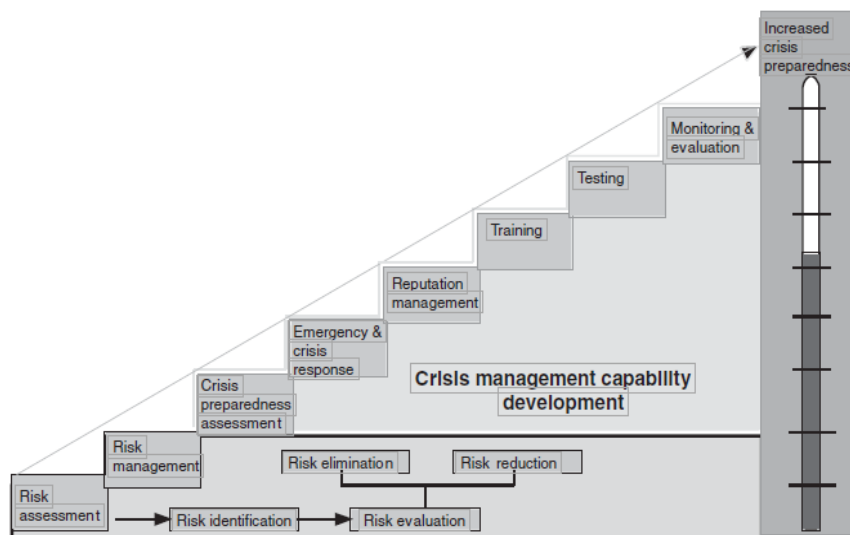 Increased
crisis
preparedness
Monitoring &
evaluation
Testing
Training
Reputation
management
Emergency &
crisis
response
Crisis management capability
development
Crisis
preparedness
assessment
Risk
management
Risk elimination
Risk reduction
Risk
assessment
Risk identification
Risk evaluation